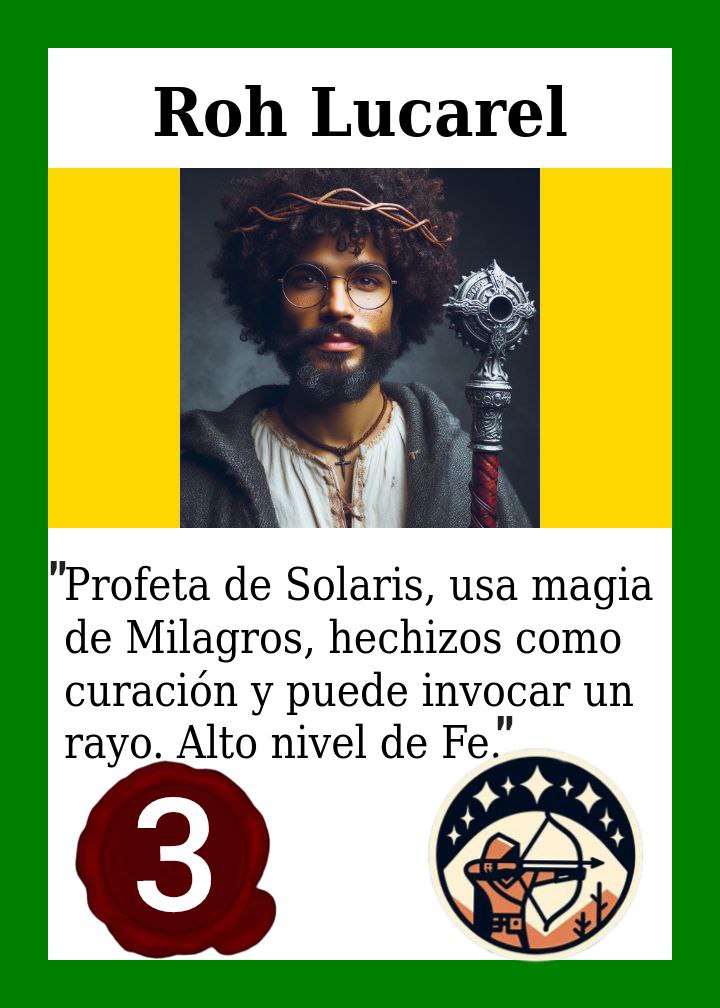 Roh Lucarel
"Profeta de Solaris, usa magia
de Milagros, hechizos como
curación y puede invocar un
rayo. Alto nivel de Fe."
3